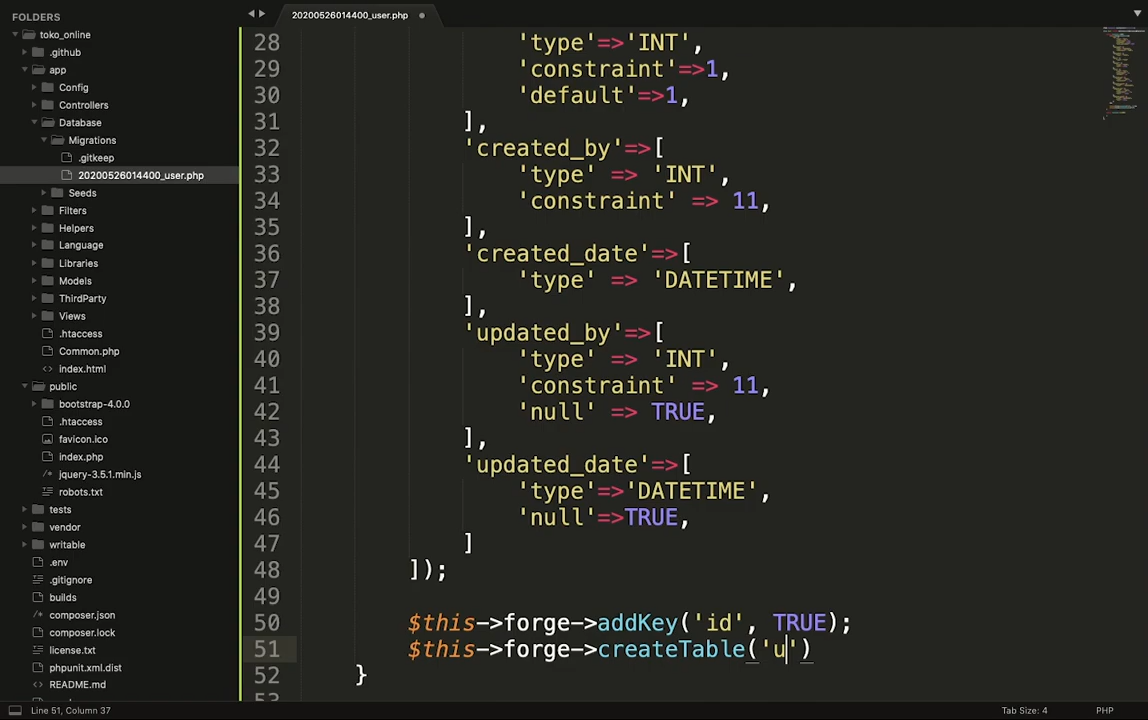 FOLDERS
toko_online
.github
app
Config
Controllers
Database
Migrations
.gitkeep
20200526014400_user.php
Seeds
Filters
Helpers
Language
Libraries
Models
ThirdParty
Views
.htaccess
Common.php
index.html
public
bootstrap-4.0.0
.htaccess
favicon.ico
index.php
jquery-3.5.1.min.js
robots.txt
tests
vendor
writable
.env
.gitignore
builds
composer.json
composer.lock
license.txt
phpunit.xml.dist
README.md
20200526014400_user.php
28 'type'=>'INT',
29 'constraint'=>1,
30 'default'=>1,
31 ],
32 'created_by'=>[
33 'type' => 'INT',
34 'constraint' => 11,
35 ],
36 'created_date'=>[
37 'type' => 'DATETIME',
38 ],
39 'updated_by'=>[
40 'type' => 'INT',
41 'constraint' => 11,
42 'null' => TRUE,
43 ],
44 'updated_date'=>[
45 'type'=>'DATETIME',
46 'null'=>TRUE,
47 ]
48 ]);
49
50 $this->forge->addKey('id', TRUE);
51 $this->forge->createTable('u')
52 }
53
Line 51, Column 37
Tab Size: 4
PHP